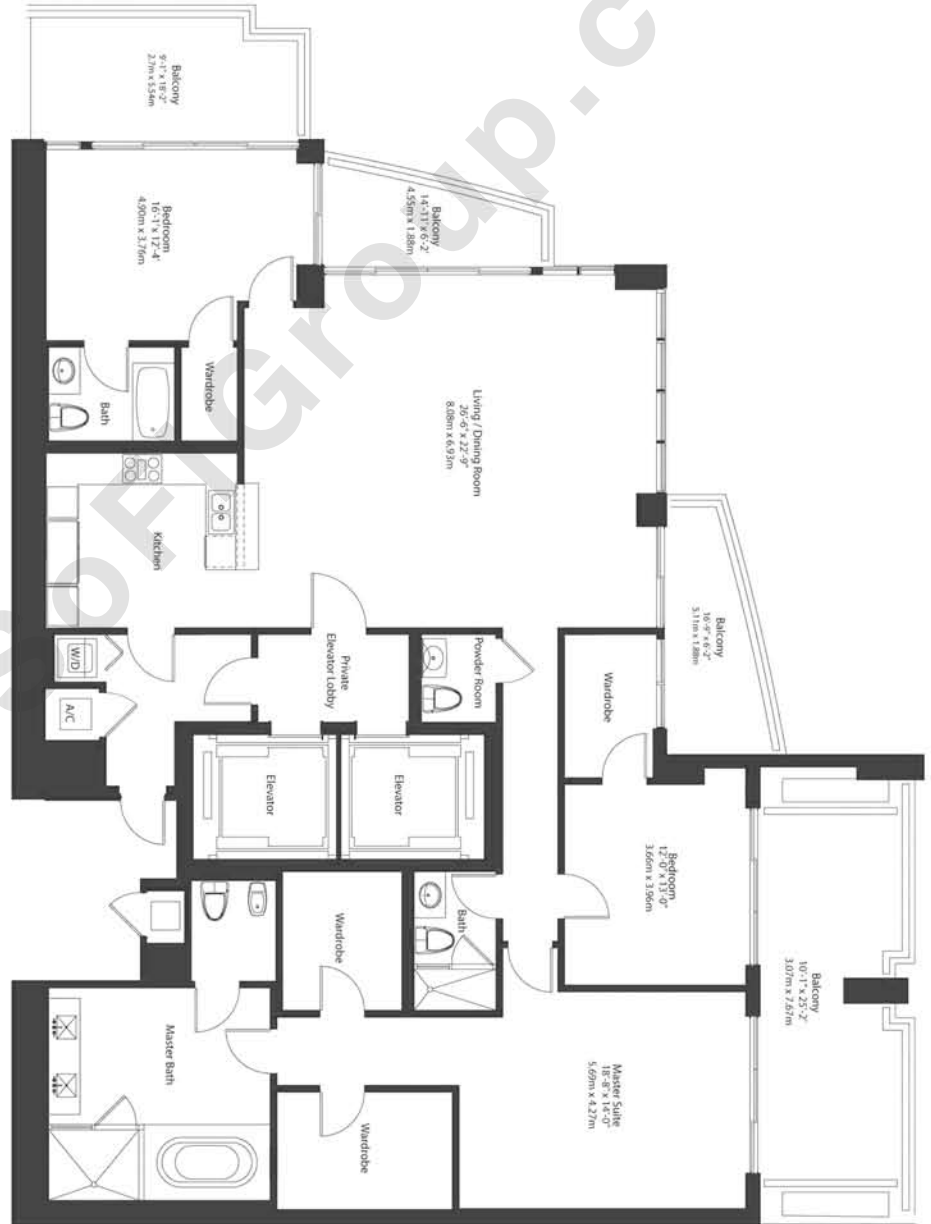 Balcony
9'-1" x 18'-2"
2.7m x 5.54m
Balcony
14'-11" x 6'-2"
4.55m x 1.88m
Bedroom
16'-1" x 12'-4"
4.90m x 3.76m
Wardrobe
Bath
Living / Dining Room
26'-6" x 22'-9"
8.08m x 6.93m
Kitchen
Balcony
16'-9" x 6'-2"
5.11m x 1.88m
W/D
A/C
Private
Elevator Lobby
Powder Room
Wardrobe
Elevator
Elevator
Bedroom
12'-0" x 13'-0"
3.66m x 3.96m
Wardrobe
Bath
Balcony
10'-1" x 25'-2"
3.07m x 7.67m
Master Bath
Wardrobe
Master Suite
18'-8" x 14'-0"
5.69m x 4.27m
SoFiGroup.c